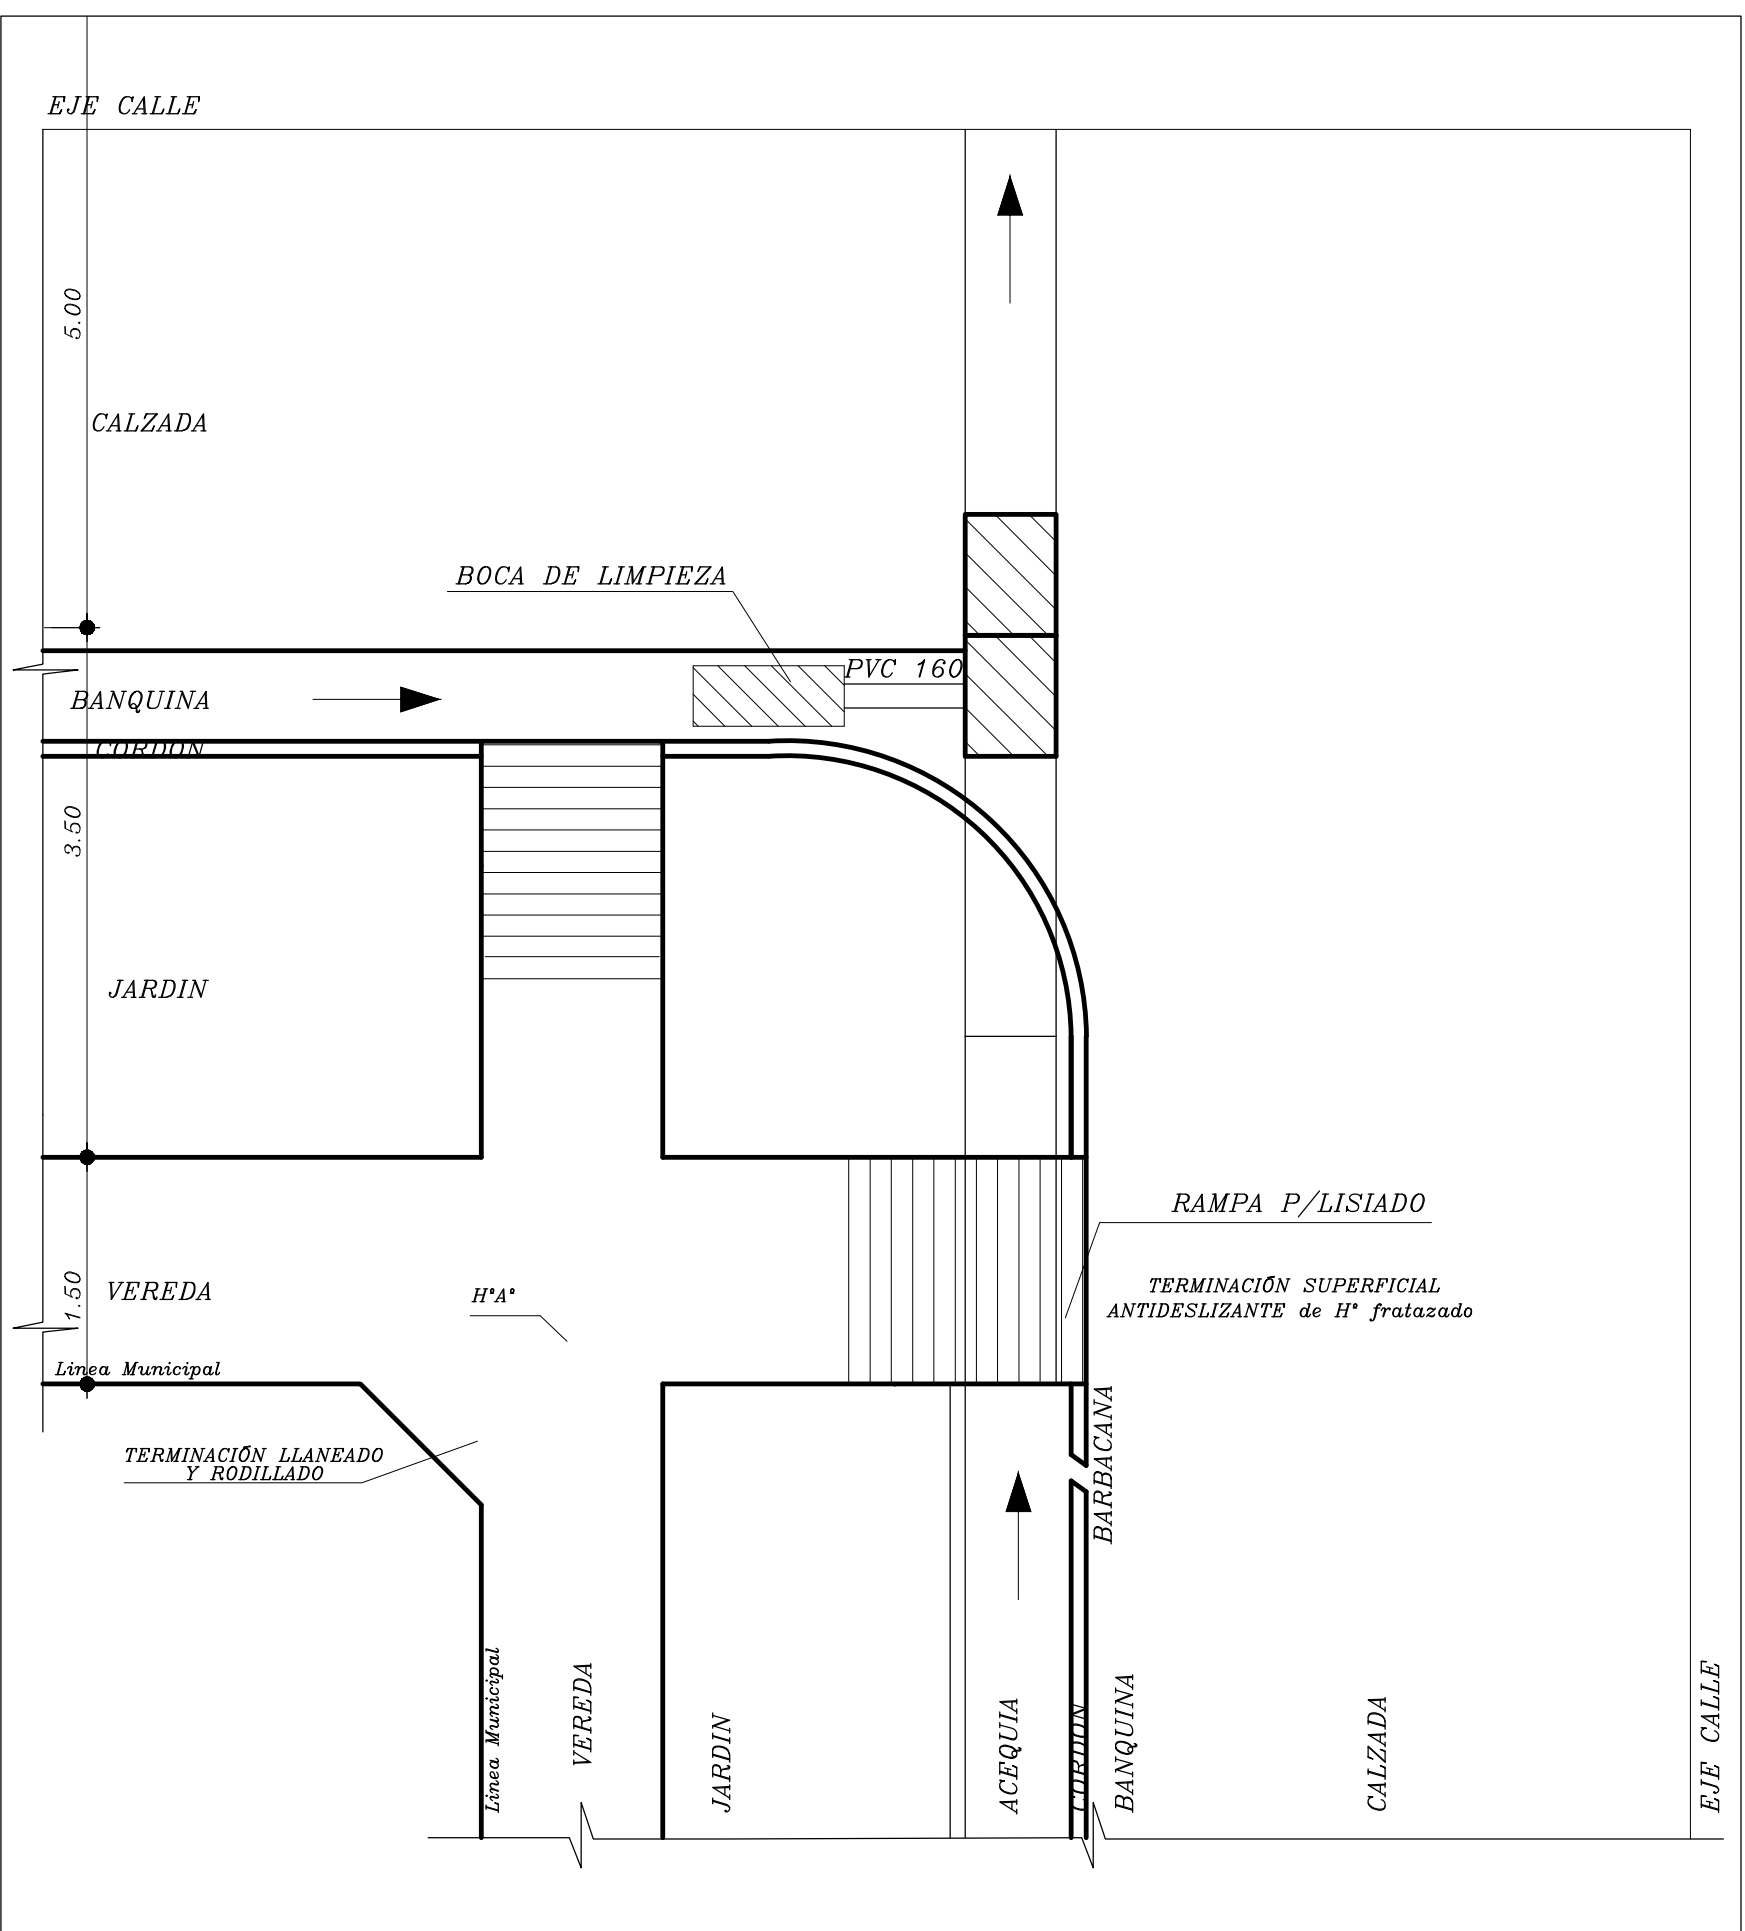 EJE CALLE
5.00
CALZADA
BOCA DE LIMPIEZA
PVC 160
BANQUINA
CORDON
3.50
JARDIN
RAMPA P/LISIADO
TERMINACIÓN SUPERFICIAL
ANTIDESLIZANTE de Hº fratazado
1.50
VEREDA
HºAº
Linea Municipal
TERMINACIÓN LLANEADO
Y RODILLADO
BARBACANA
Linea Municipal
VEREDA
JARDIN
ACEQUIA
CORDON
BANQUINA
CALZADA
EJE CALLE